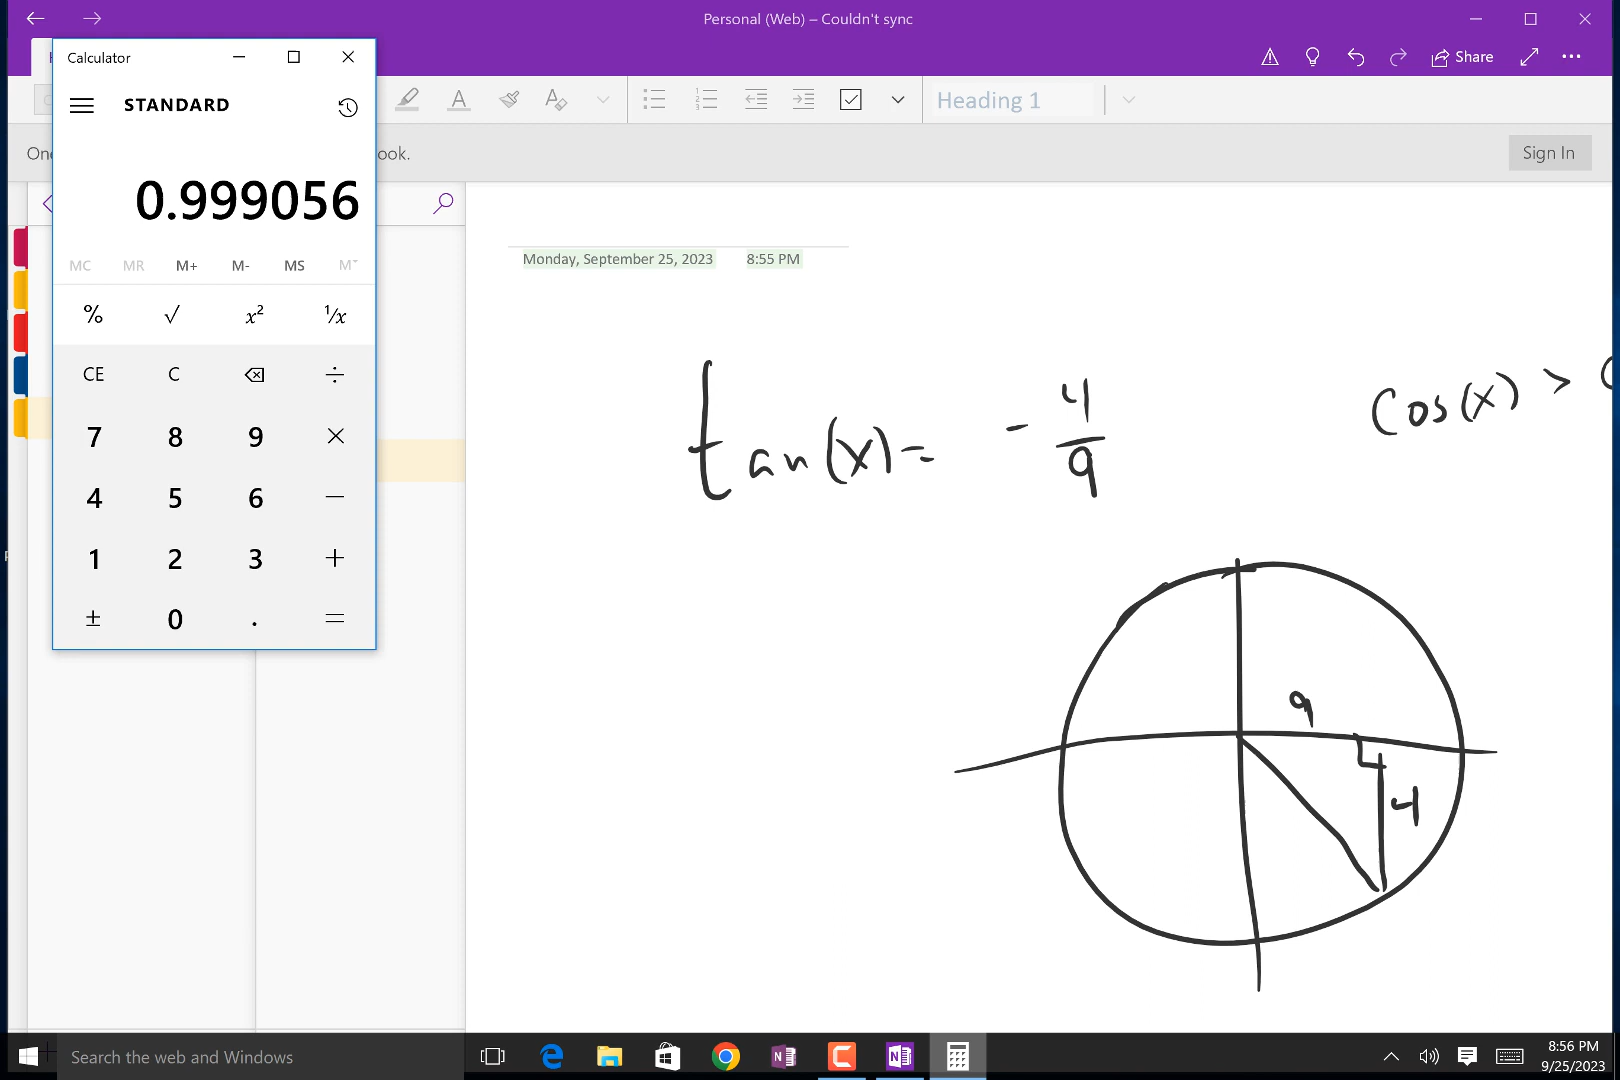 Personal (Web) – Couldn't sync
Calculator
Share
STANDARD
Heading 1
ook.
Sign In
0.999056
Monday, September 25, 2023 8:55 PM
MC MR M+ M- MS M˅
% √ x² ¹/x
CE C ÷
7 8 9 ×
4 5 6 −
1 2 3 +
± 0 . =
tan(x) = - 4/9
Cos(x) >
9
4
Search the web and Windows
8:56 PM
9/25/2023